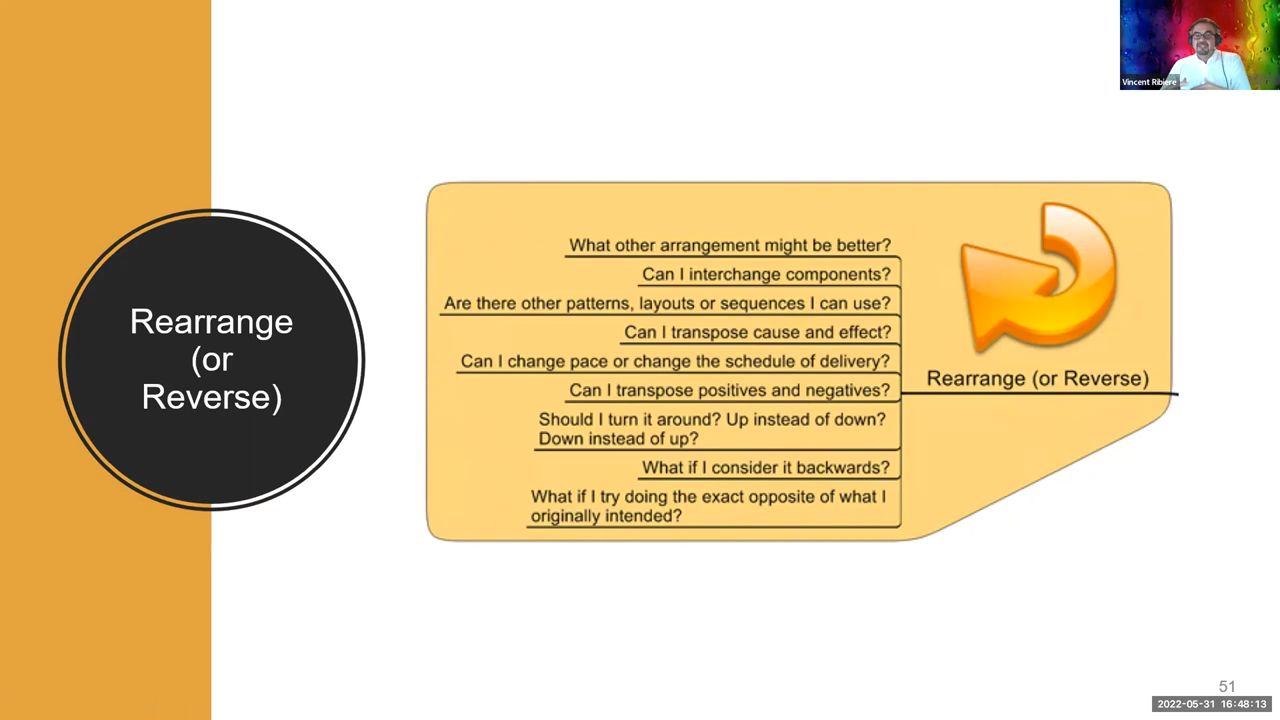 Vincent Ribiere
Rearrange
(or
Reverse)
What other arrangement might be better?
Can I interchange components?
Are there other patterns, layouts or sequences I can use?
Can I transpose cause and effect?
Can I change pace or change the schedule of delivery?
Can I transpose positives and negatives?
Should I turn it around? Up instead of down?
Down instead of up?
What if I consider it backwards?
What if I try doing the exact opposite of what I
originally intended?
Rearrange (or Reverse)
51
2022-05-31 16:48:13